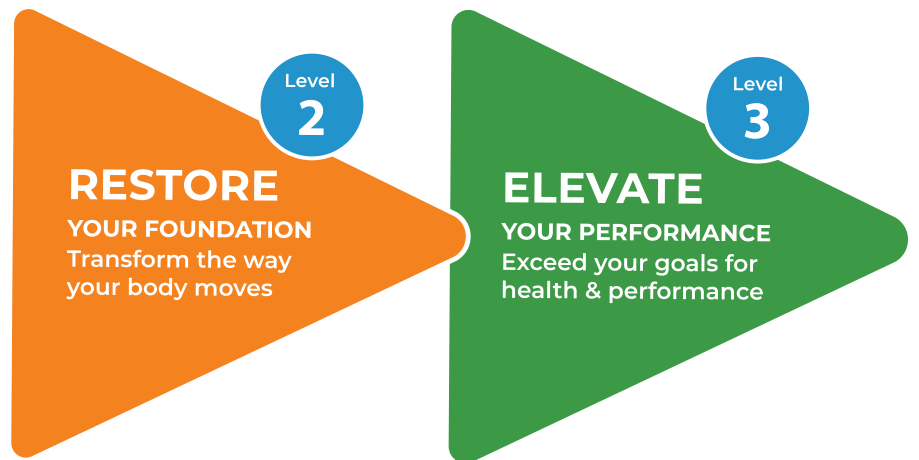 Level
2
RESTORE
YOUR FOUNDATION
Transform the way
your body moves
Level
3
ELEVATE
YOUR PERFORMANCE
Exceed your goals for
health & performance